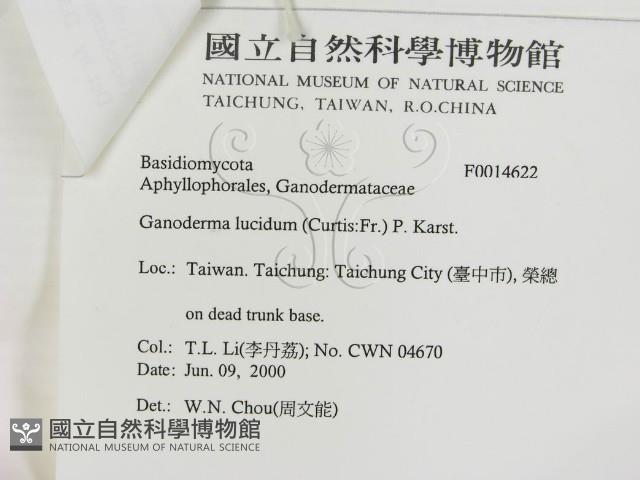 國立自然科學博物館
NATIONAL MUSEUM OF NATURAL SCIENCE
TAICHUNG, TAIWAN, R.O.CHINA
Basidiomycota F0014622
Aphyllophorales, Ganodermataceae
Ganoderma lucidum (Curtis:Fr.) P. Karst.
Loc.: Taiwan. Taichung: Taichung City (臺中市), 榮總
on dead trunk base.
Col.: T.L. Li(李丹荔); No. CWN 04670
Date: Jun. 09, 2000
Det.: W.N. Chou(周文能)
國立自然科學博物館
NATIONAL MUSEUM OF NATURAL SCIENCE